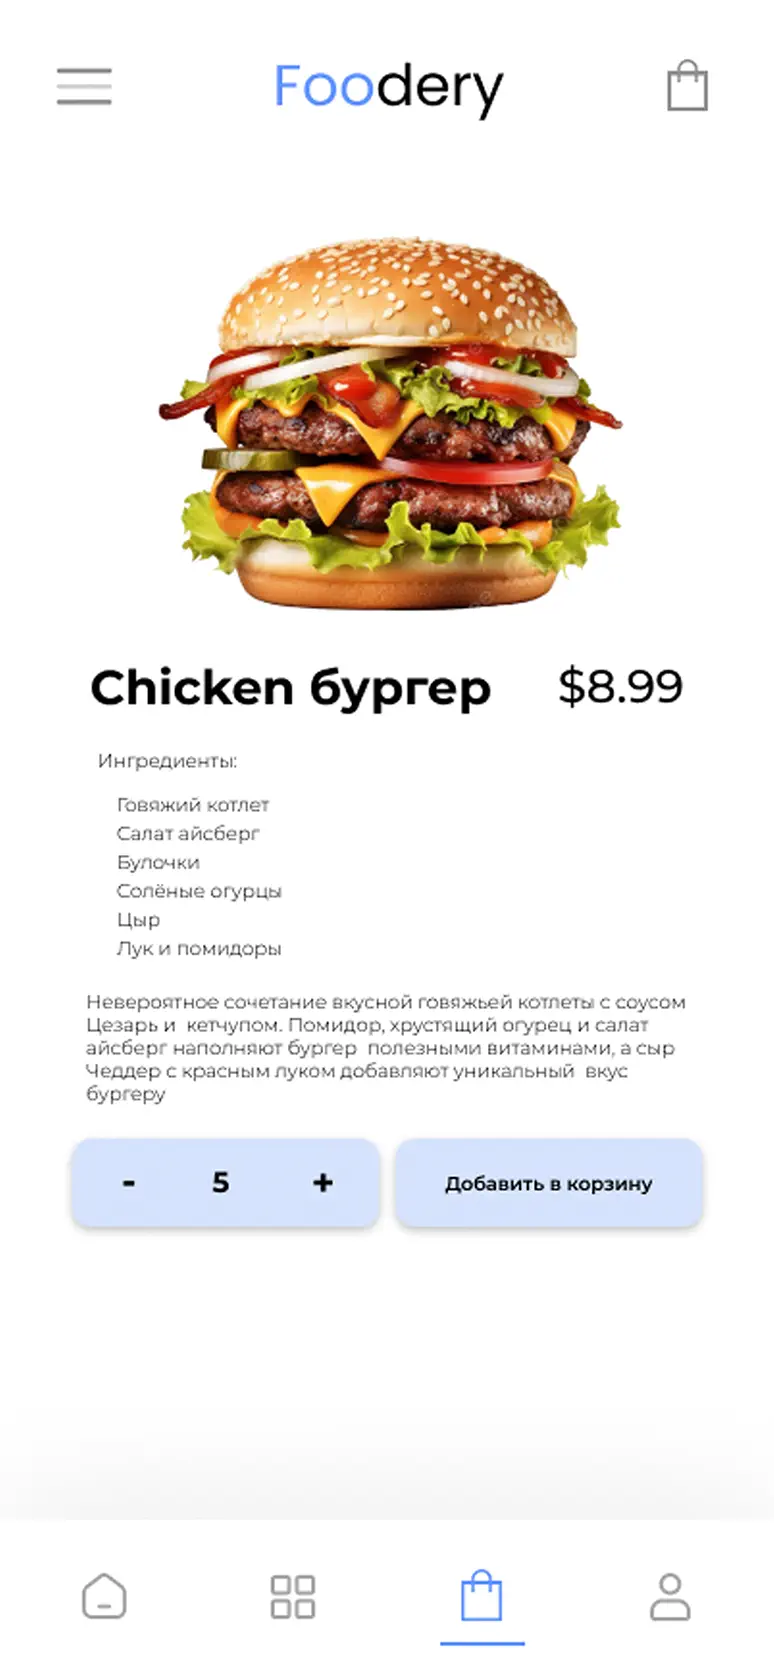 Foodery
Chicken бургер
$8.99
Ингредиенты:
Говяжий котлет
Салат айсберг
Булочки
Солёные огурцы
Цыр
Лук и помидоры
Невероятное сочетание вкусной говяжьей котлеты с соусом
Цезарь и  кетчупом. Помидор, хрустящий огурец и салат
айсберг наполняют бургер  полезными витаминами, а сыр
Чеддер с красным луком добавляют уникальный  вкус
бургеру
- 5 +
Добавить в корзину